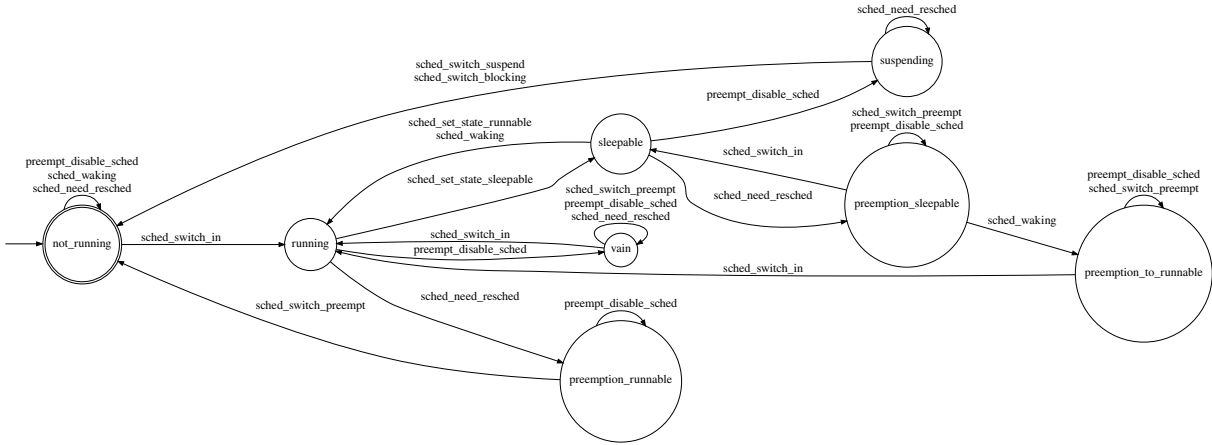 sched_need_resched
suspending
sched_switch_suspend
sched_switch_blocking
preempt_disable_sched
sched_set_state_runnable
sched_waking
sleepable
sched_switch_preempt
preempt_disable_sched
sched_switch_in
preempt_disable_sched
sched_waking
sched_need_resched
sched_set_state_sleepable
sched_switch_preempt
preempt_disable_sched
sched_need_resched
sched_need_resched
preemption_sleepable
preempt_disable_sched
sched_switch_preempt
sched_waking
not_running
sched_switch_in
running
sched_switch_in
preempt_disable_sched
vain
sched_switch_in
preemption_to_runnable
sched_need_resched
sched_switch_preempt
preempt_disable_sched
preemption_runnable